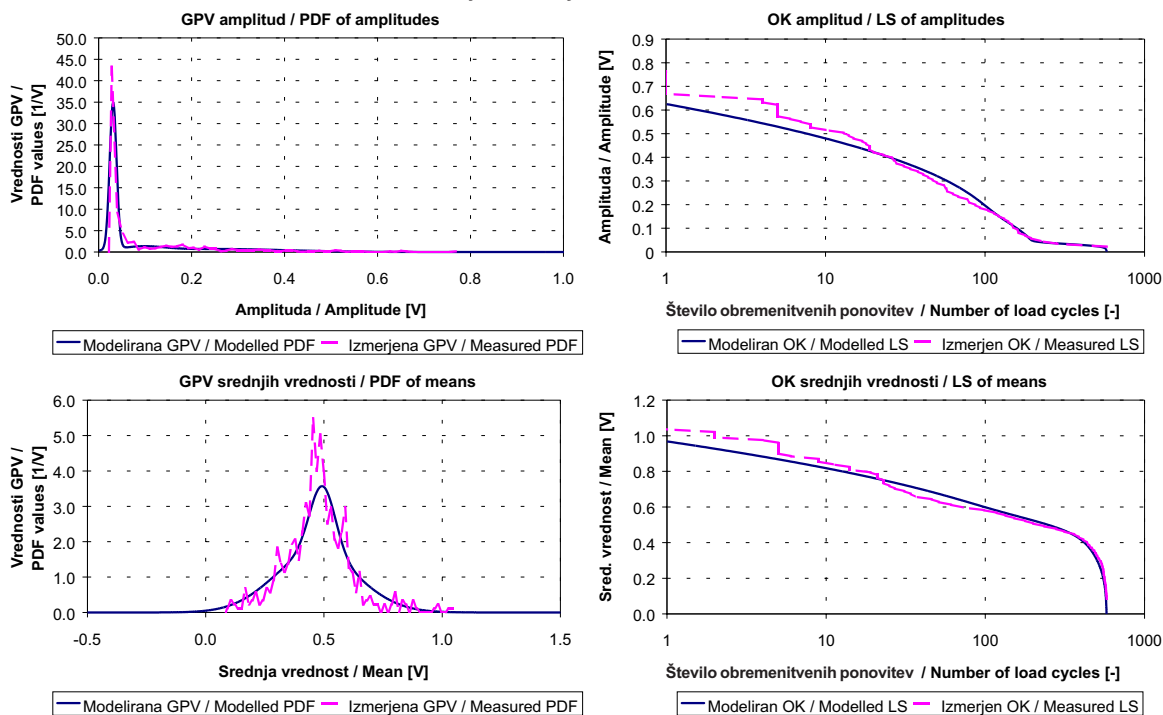 GPV amplitud / PDF of amplitudes
50.0
45.0
40.0
35.0
30.0
25.0
20.0
15.0
10.0
5.0
0.0
Vrednosti GPV /
PDF values [1/V]
0.0 0.2 0.4 0.6 0.8 1.0
Amplituda / Amplitude [V]
Modelirana GPV / Modelled PDF Izmerjena GPV / Measured PDF
OK amplitud / LS of amplitudes
0.9
0.8
0.7
0.6
0.5
0.4
0.3
0.2
0.1
0
Amplituda / Amplitude [V]
1 10 100 1000
Število obremenitvenih ponovitev / Number of load cycles [-]
Modeliran OK / Modelled LS Izmerjen OK / Measured LS
GPV srednjih vrednosti / PDF of means
6.0
5.0
4.0
3.0
2.0
1.0
0.0
Vrednosti GPV /
PDF values [1/V]
-0.5 0.0 0.5 1.0 1.5
Srednja vrednost / Mean [V]
Modelirana GPV / Modelled PDF Izmerjena GPV / Measured PDF
OK srednjih vrednosti / LS of means
1.2
1.0
0.8
0.6
0.4
0.2
0.0
Sred. vrednost / Mean [V]
1 10 100 1000
Število obremenitvenih ponovitev / Number of load cycles [-]
Modeliran OK / Modelled LS Izmerjen OK / Measured LS